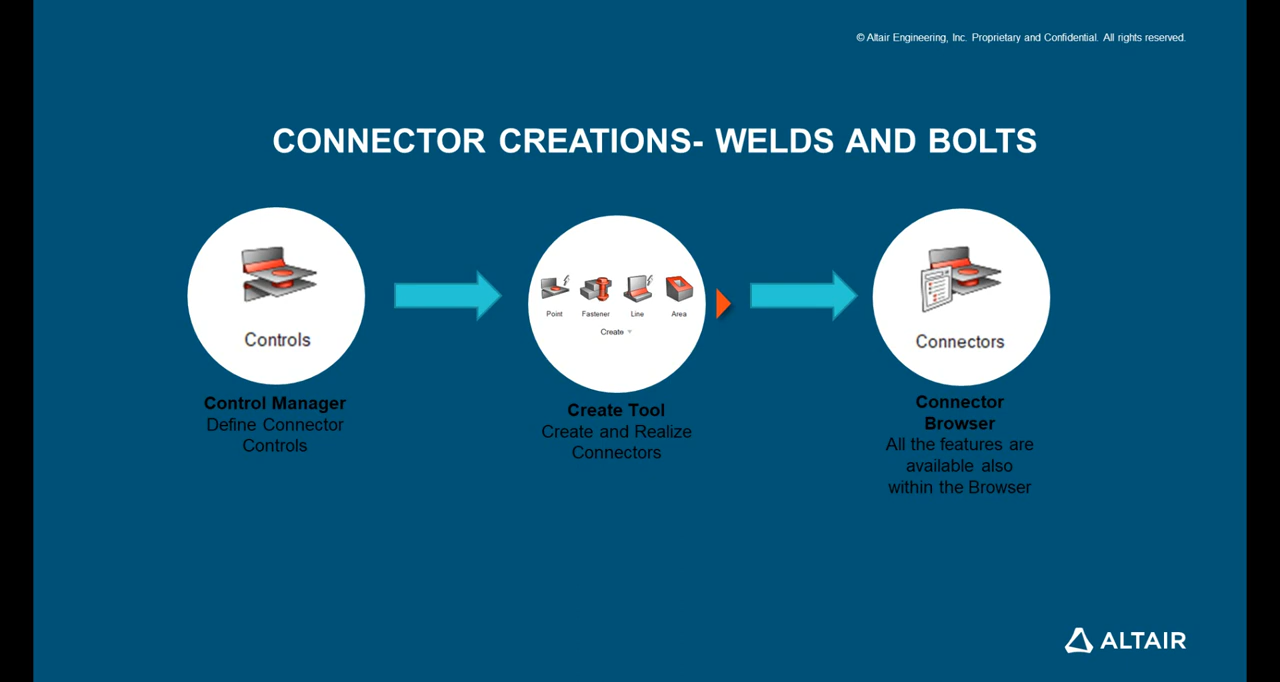 © Altair Engineering, Inc. Proprietary and Confidential. All rights reserved.
CONNECTOR CREATIONS- WELDS AND BOLTS
Controls
Control Manager
Define Connector
Controls
Point Fastener Line Area
Create
Create Tool
Create and Realize
Connectors
Connectors
Connector
Browser
All the features are
available also
within the Browser
ALTAIR